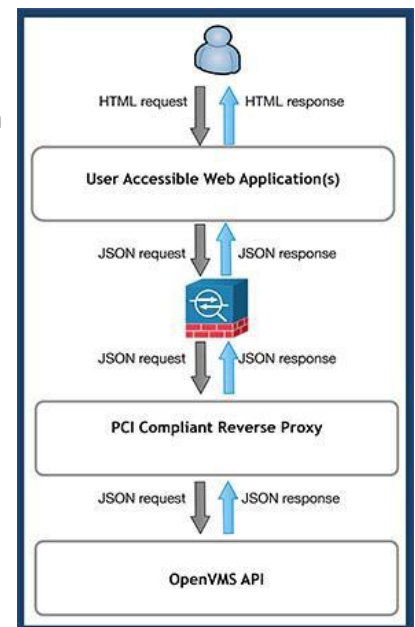 HTML request HTML response
User Accessible Web Application(s)
JSON request JSON response
JSON request JSON response
PCI Compliant Reverse Proxy
JSON request JSON response
OpenVMS API